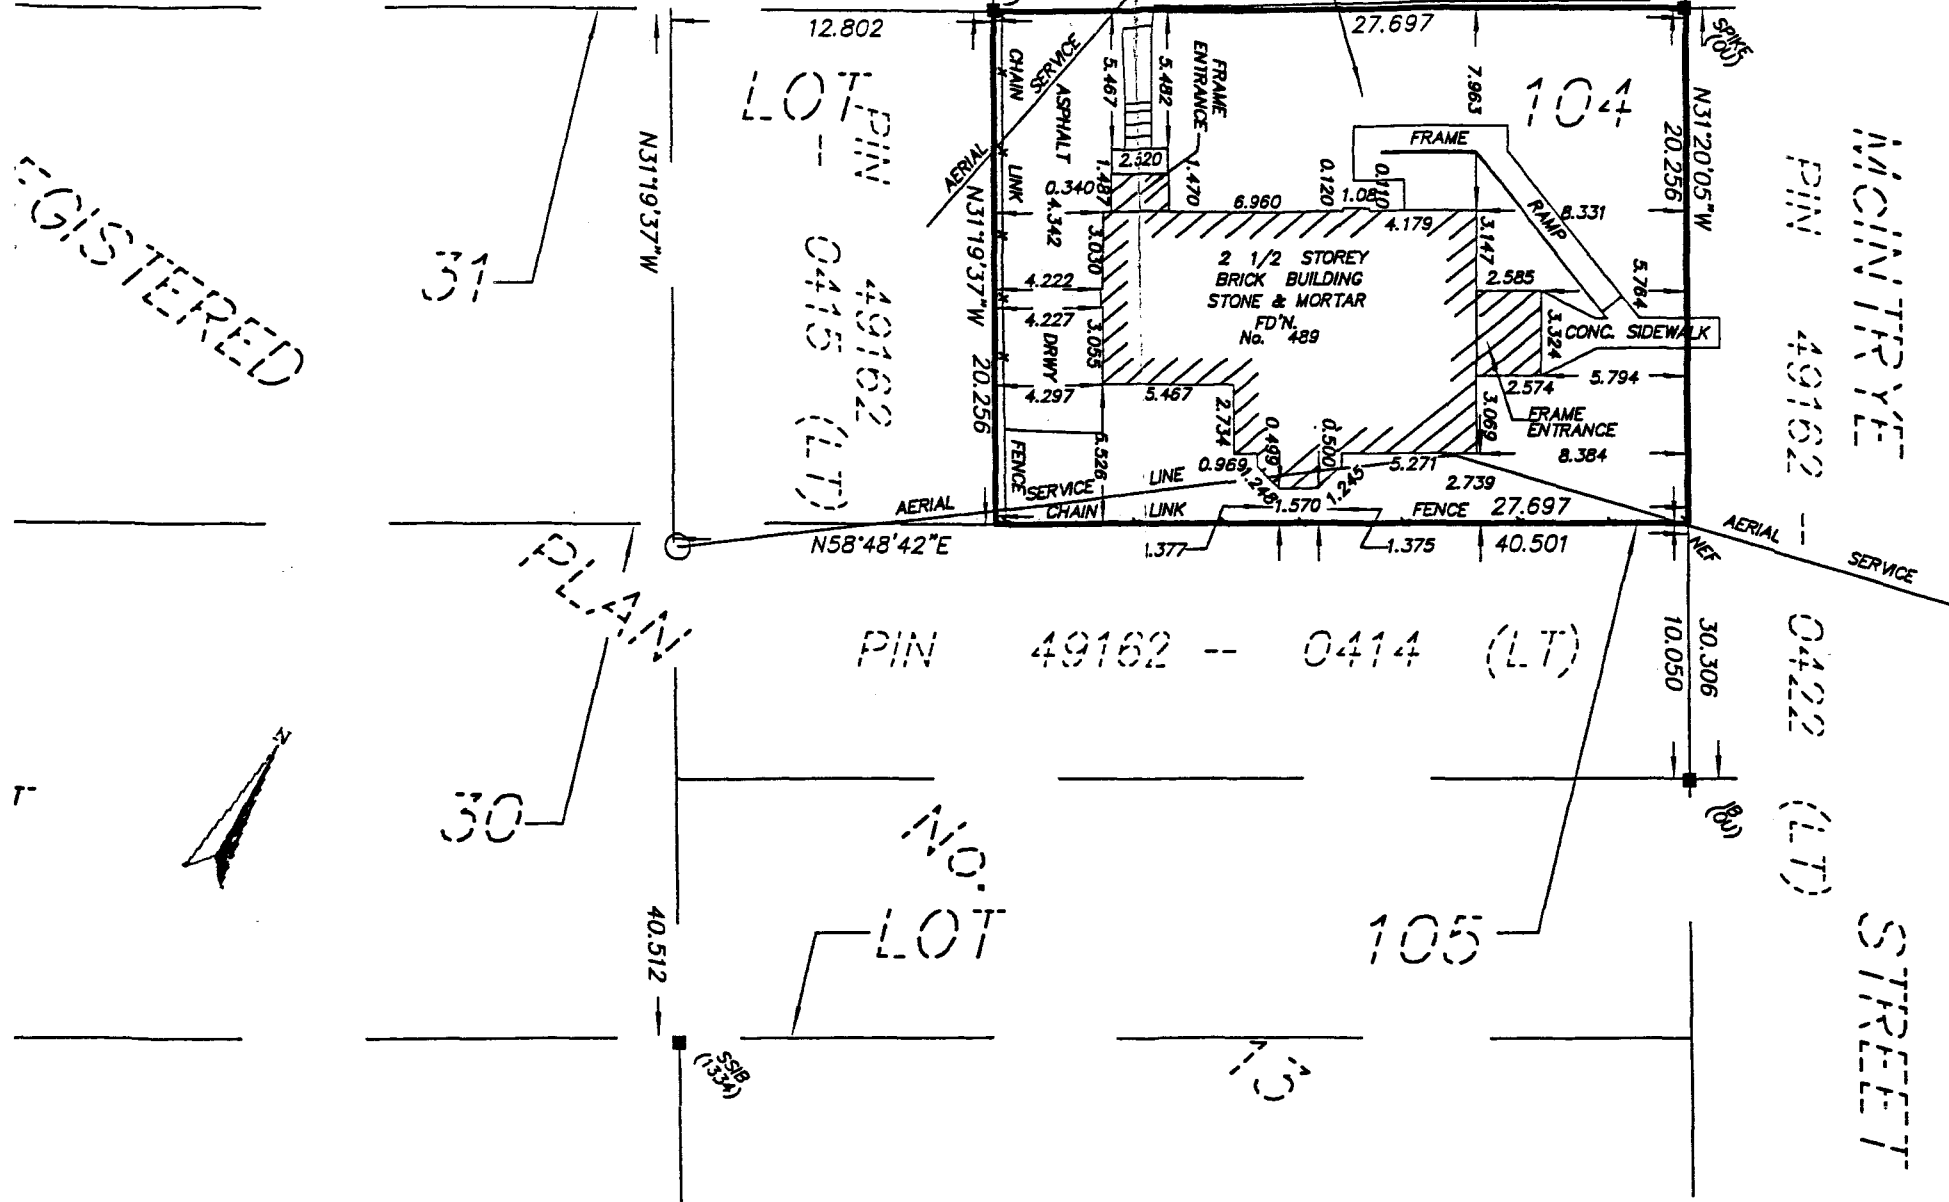 12.802
27.697
SPIKE
(OU)
CHAIN
LINK
FENCE
SERVICE
AERIAL
ASPHALT
DRWY
5.467
5.482
FRAME
ENTRANCE
7.963
104
N31°20'05"W
20.256
MCINTRYE
STREET
PIN 49162 -- 0422 (LT)
LOT
PIN 49162
-- 0415 (LT)
N31°19'37"W
FRAME
RAMP
2.520
1.487
1.470
0.340
4.342
6.960
0.120
1.08
0.110
4.179
8.331
N31°19'37"W
20.256
3.030
3.147
2 1/2 STOREY
BRICK BUILDING
STONE & MORTAR
FD'N.
No. 489
31
4.222
2.585
5.764
4.227
3.055
3.324
CONC. SIDEWALK
4.297
5.467
2.574
5.794
2.734
3.069
FRAME
ENTRANCE
6.526
0.969
0.499
0.500
5.271
8.384
1.248
1.570
1.245
2.739
SERVICE LINE
AERIAL
CHAIN LINK
FENCE
27.697
N58°48'42"E
1.377
1.375
40.501
NEF
AERIAL
SERVICE
EGISTERED
PLAN
No.
13
PIN 49162 -- 0414 (LT)
10.050
30.306
IB
(OU)
N
30
LOT
105
40.512
SSIB
(1334)